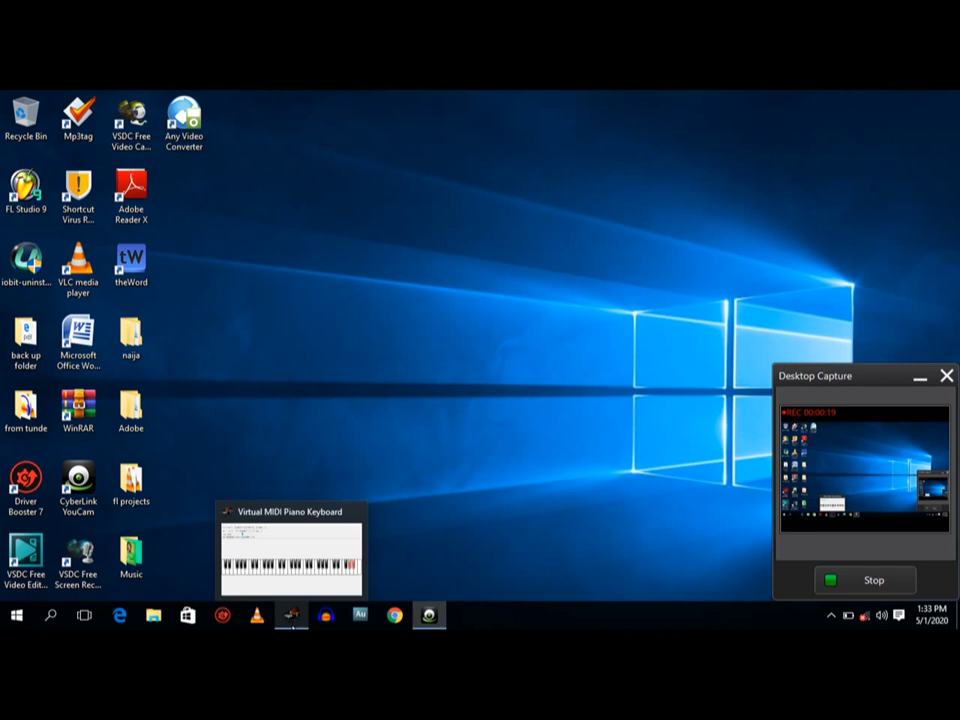 Recycle Bin
Mp3tag
VSDC Free
Video Ca...
Any Video
Converter
FL Studio 9
Shortcut
Virus R...
Adobe
Reader X
iobit-uninst...
VLC media
player
tW
theWord
back up
folder
Microsoft
Office Wo...
naija
from tunde
WinRAR
Adobe
Driver
Booster 7
CyberLink
YouCam
fl projects
VSDC Free
Video Edit...
VSDC Free
Screen Rec...
Music
Virtual MIDI Piano Keyboard
Desktop Capture
REC 00:00:19
Stop
Au
1:33 PM
5/1/2020